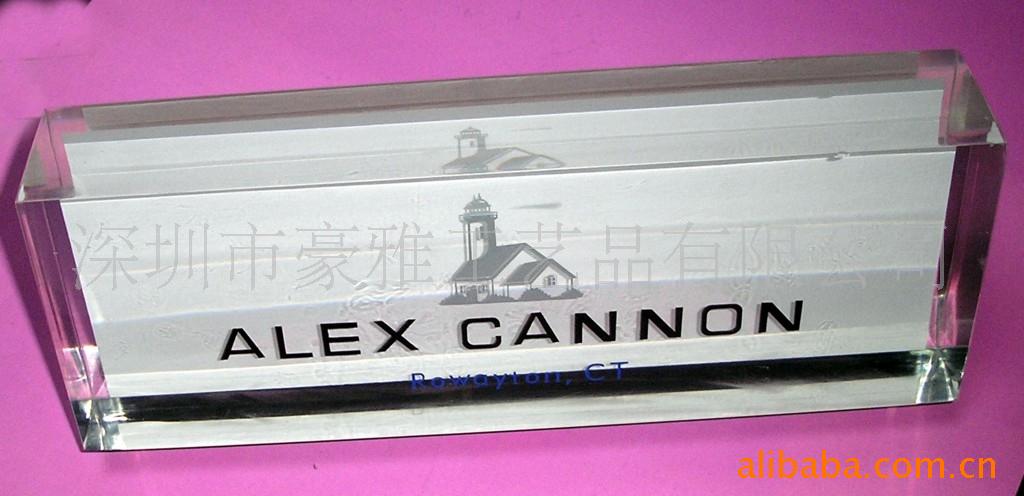 深圳市豪雅工艺品有限公司
ALEX CANNON
Rowayton, CT
alibaba.com.cn